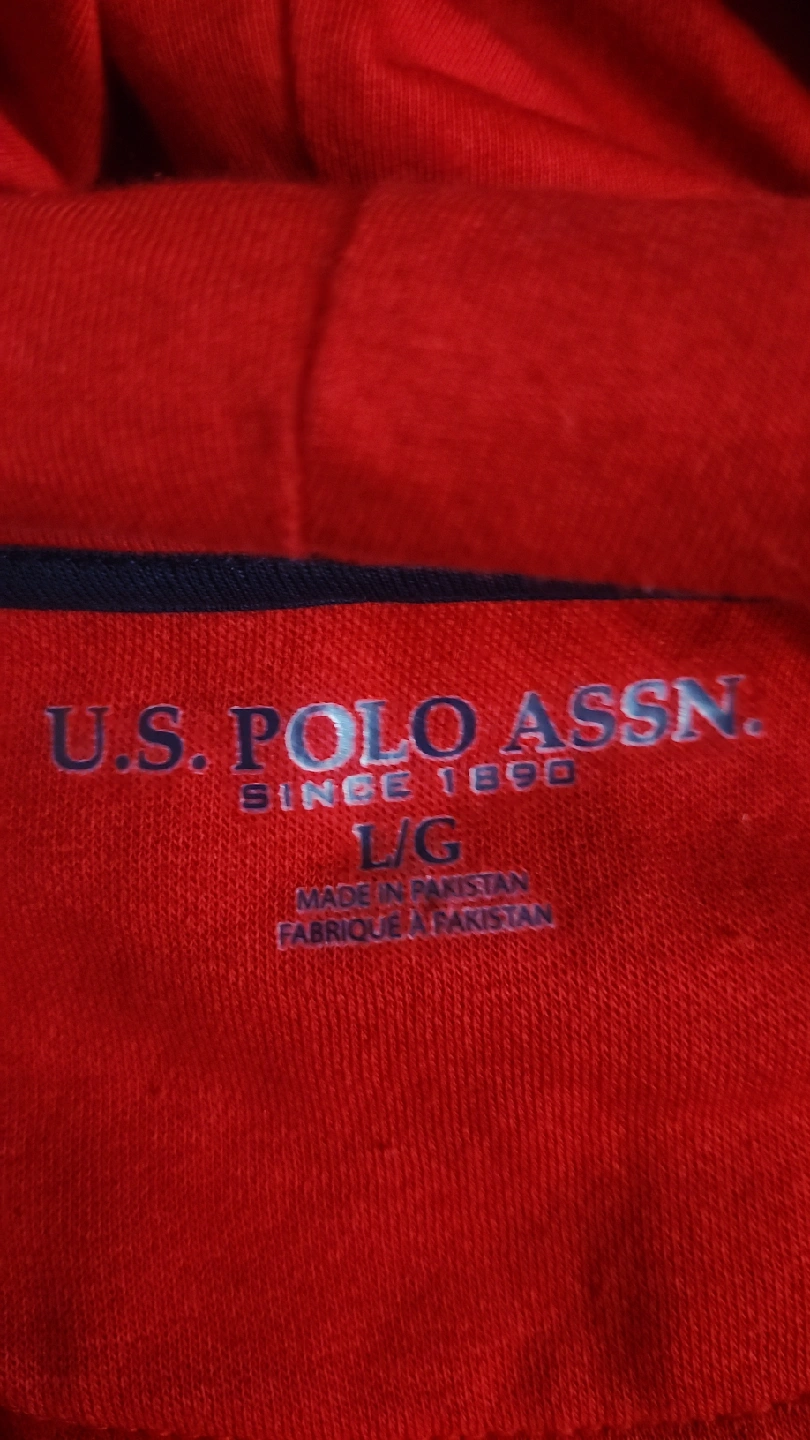 U.S. POLO ASSN.
SINCE 1890
L/G
MADE IN PAKISTAN
FABRIQUE À PAKISTAN